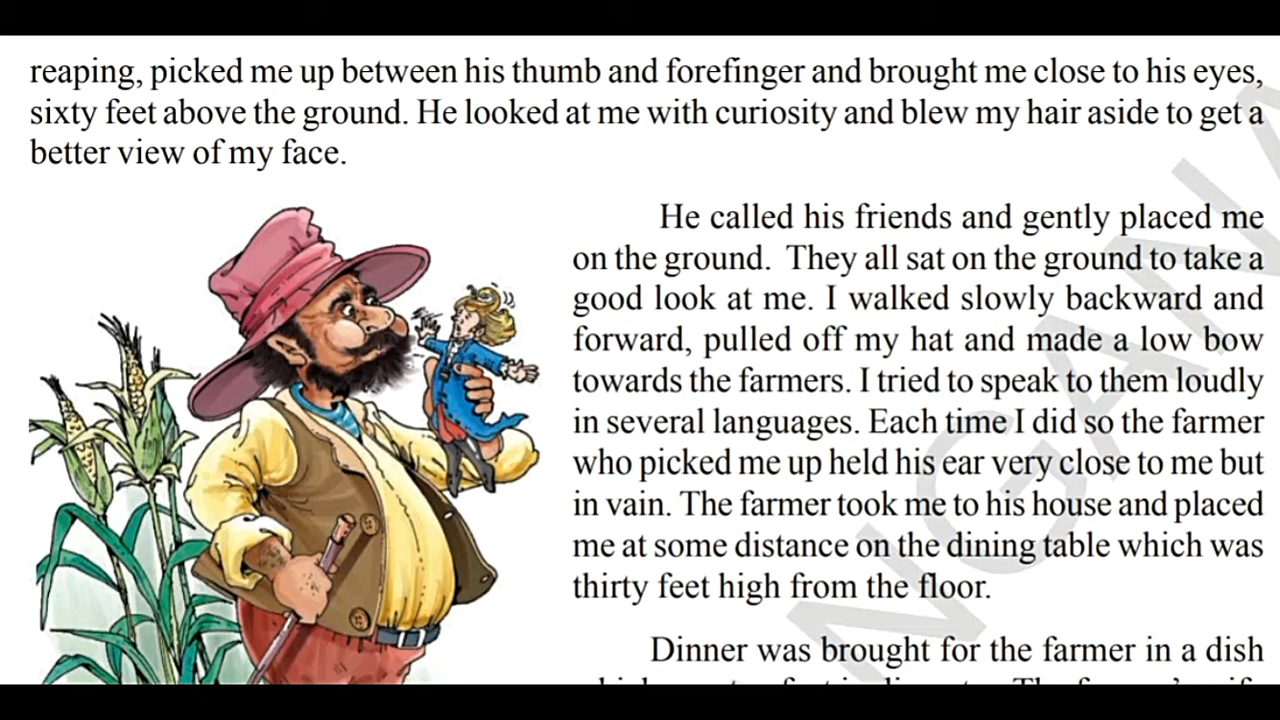 reaping, picked me up between his thumb and forefinger and brought me close to his eyes,
sixty feet above the ground. He looked at me with curiosity and blew my hair aside to get a
better view of my face.
He called his friends and gently placed me
on the ground. They all sat on the ground to take a
good look at me. I walked slowly backward and
forward, pulled off my hat and made a low bow
towards the farmers. I tried to speak to them loudly
in several languages. Each time I did so the farmer
who picked me up held his ear very close to me but
in vain. The farmer took me to his house and placed
me at some distance on the dining table which was
thirty feet high from the floor.
Dinner was brought for the farmer in a dish